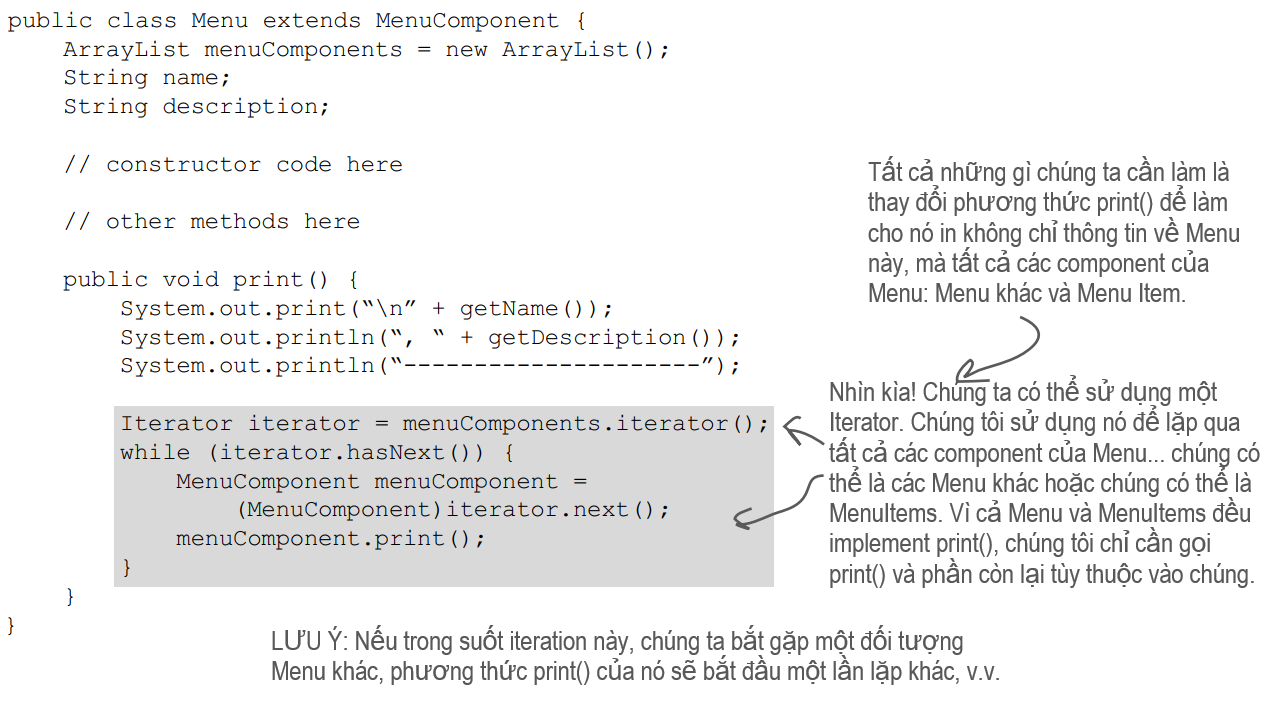 public class Menu extends MenuComponent {
ArrayList menuComponents = new ArrayList();
String name;
String description;
// constructor code here
// other methods here
public void print() {
System.out.print(“\n” + getName());
System.out.println(“, “ + getDescription());
System.out.println(“---------------------”);
Iterator iterator = menuComponents.iterator();
while (iterator.hasNext()) {
MenuComponent menuComponent =
(MenuComponent)iterator.next();
menuComponent.print();
}
}
}
Tất cả những gì chúng ta cần làm là
thay đổi phương thức print() để làm
cho nó in không chỉ thông tin về Menu
này, mà tất cả các component của
Menu: Menu khác và Menu Item.
Nhìn kìa! Chúng ta có thể sử dụng một
Iterator. Chúng tôi sử dụng nó để lặp qua
tất cả các component của Menu... chúng có
thể là các Menu khác hoặc chúng có thể là
MenuItems. Vì cả Menu và MenuItems đều
implement print(), chúng tôi chỉ cần gọi
print() và phần còn lại tùy thuộc vào chúng.
LƯU Ý: Nếu trong suốt iteration này, chúng ta bắt gặp một đối tượng
Menu khác, phương thức print() của nó sẽ bắt đầu một lần lặp khác, v.v.